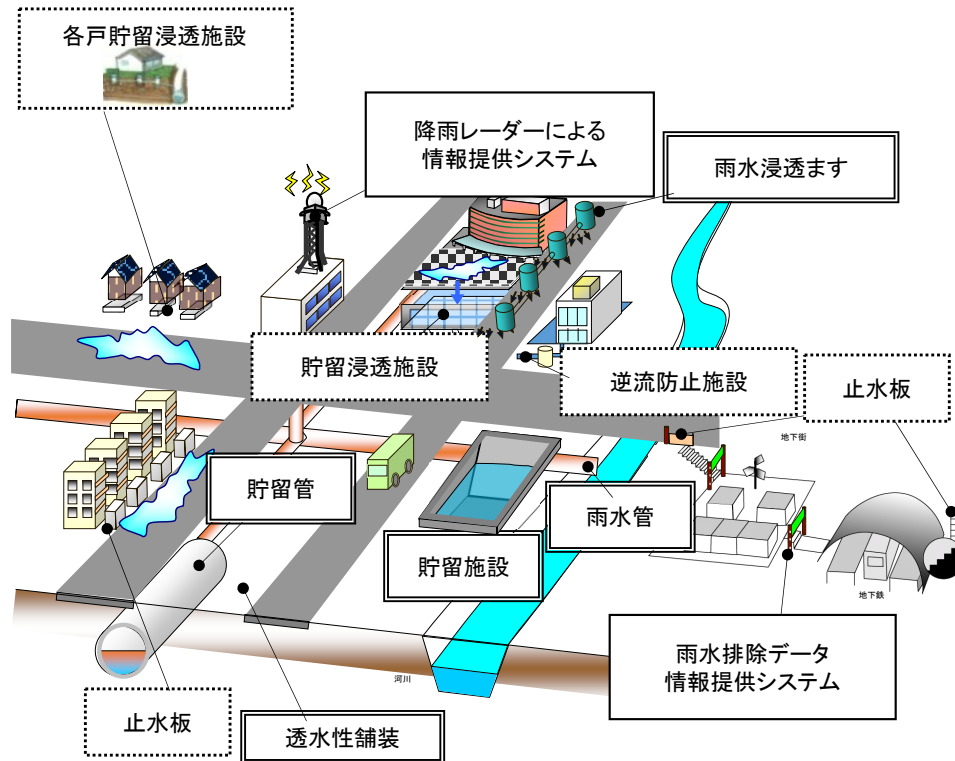 各戸貯留浸透施設
降雨レーダーによる
情報提供システム
雨水浸透ます
貯留浸透施設
逆流防止施設
止水板
地下街
貯留管
雨水管
貯留施設
地下鉄
雨水排除データ
情報提供システム
河川
止水板
透水性舗装